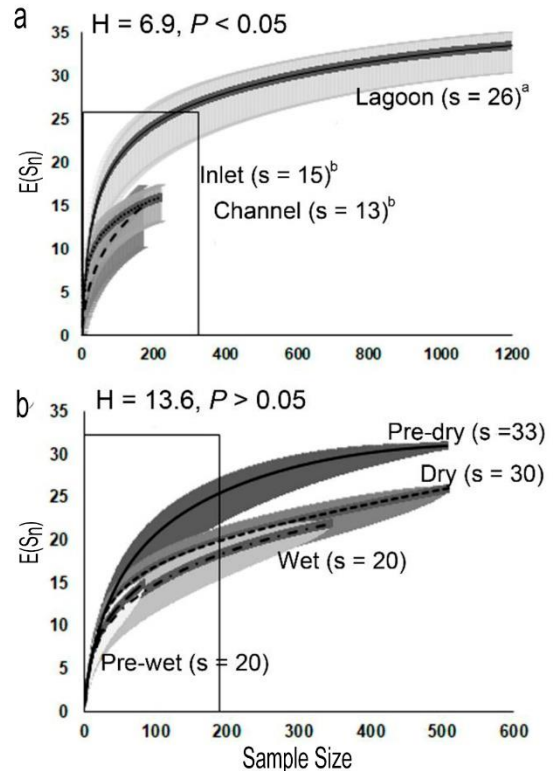 a
H = 6.9, P < 0.05
35
30
25
20
15
10
5
0
E(Sn)
Lagoon (s = 26)ᵃ
Inlet (s = 15)ᵇ
Channel (s = 13)ᵇ
0 200 400 600 800 1000 1200
b
H = 13.6, P > 0.05
35
30
25
20
15
10
5
0
E(Sn)
Pre-dry (s =33)
Dry (s = 30)
Wet (s = 20)
Pre-wet (s = 20)
0 100 200 300 400 500 600
Sample Size